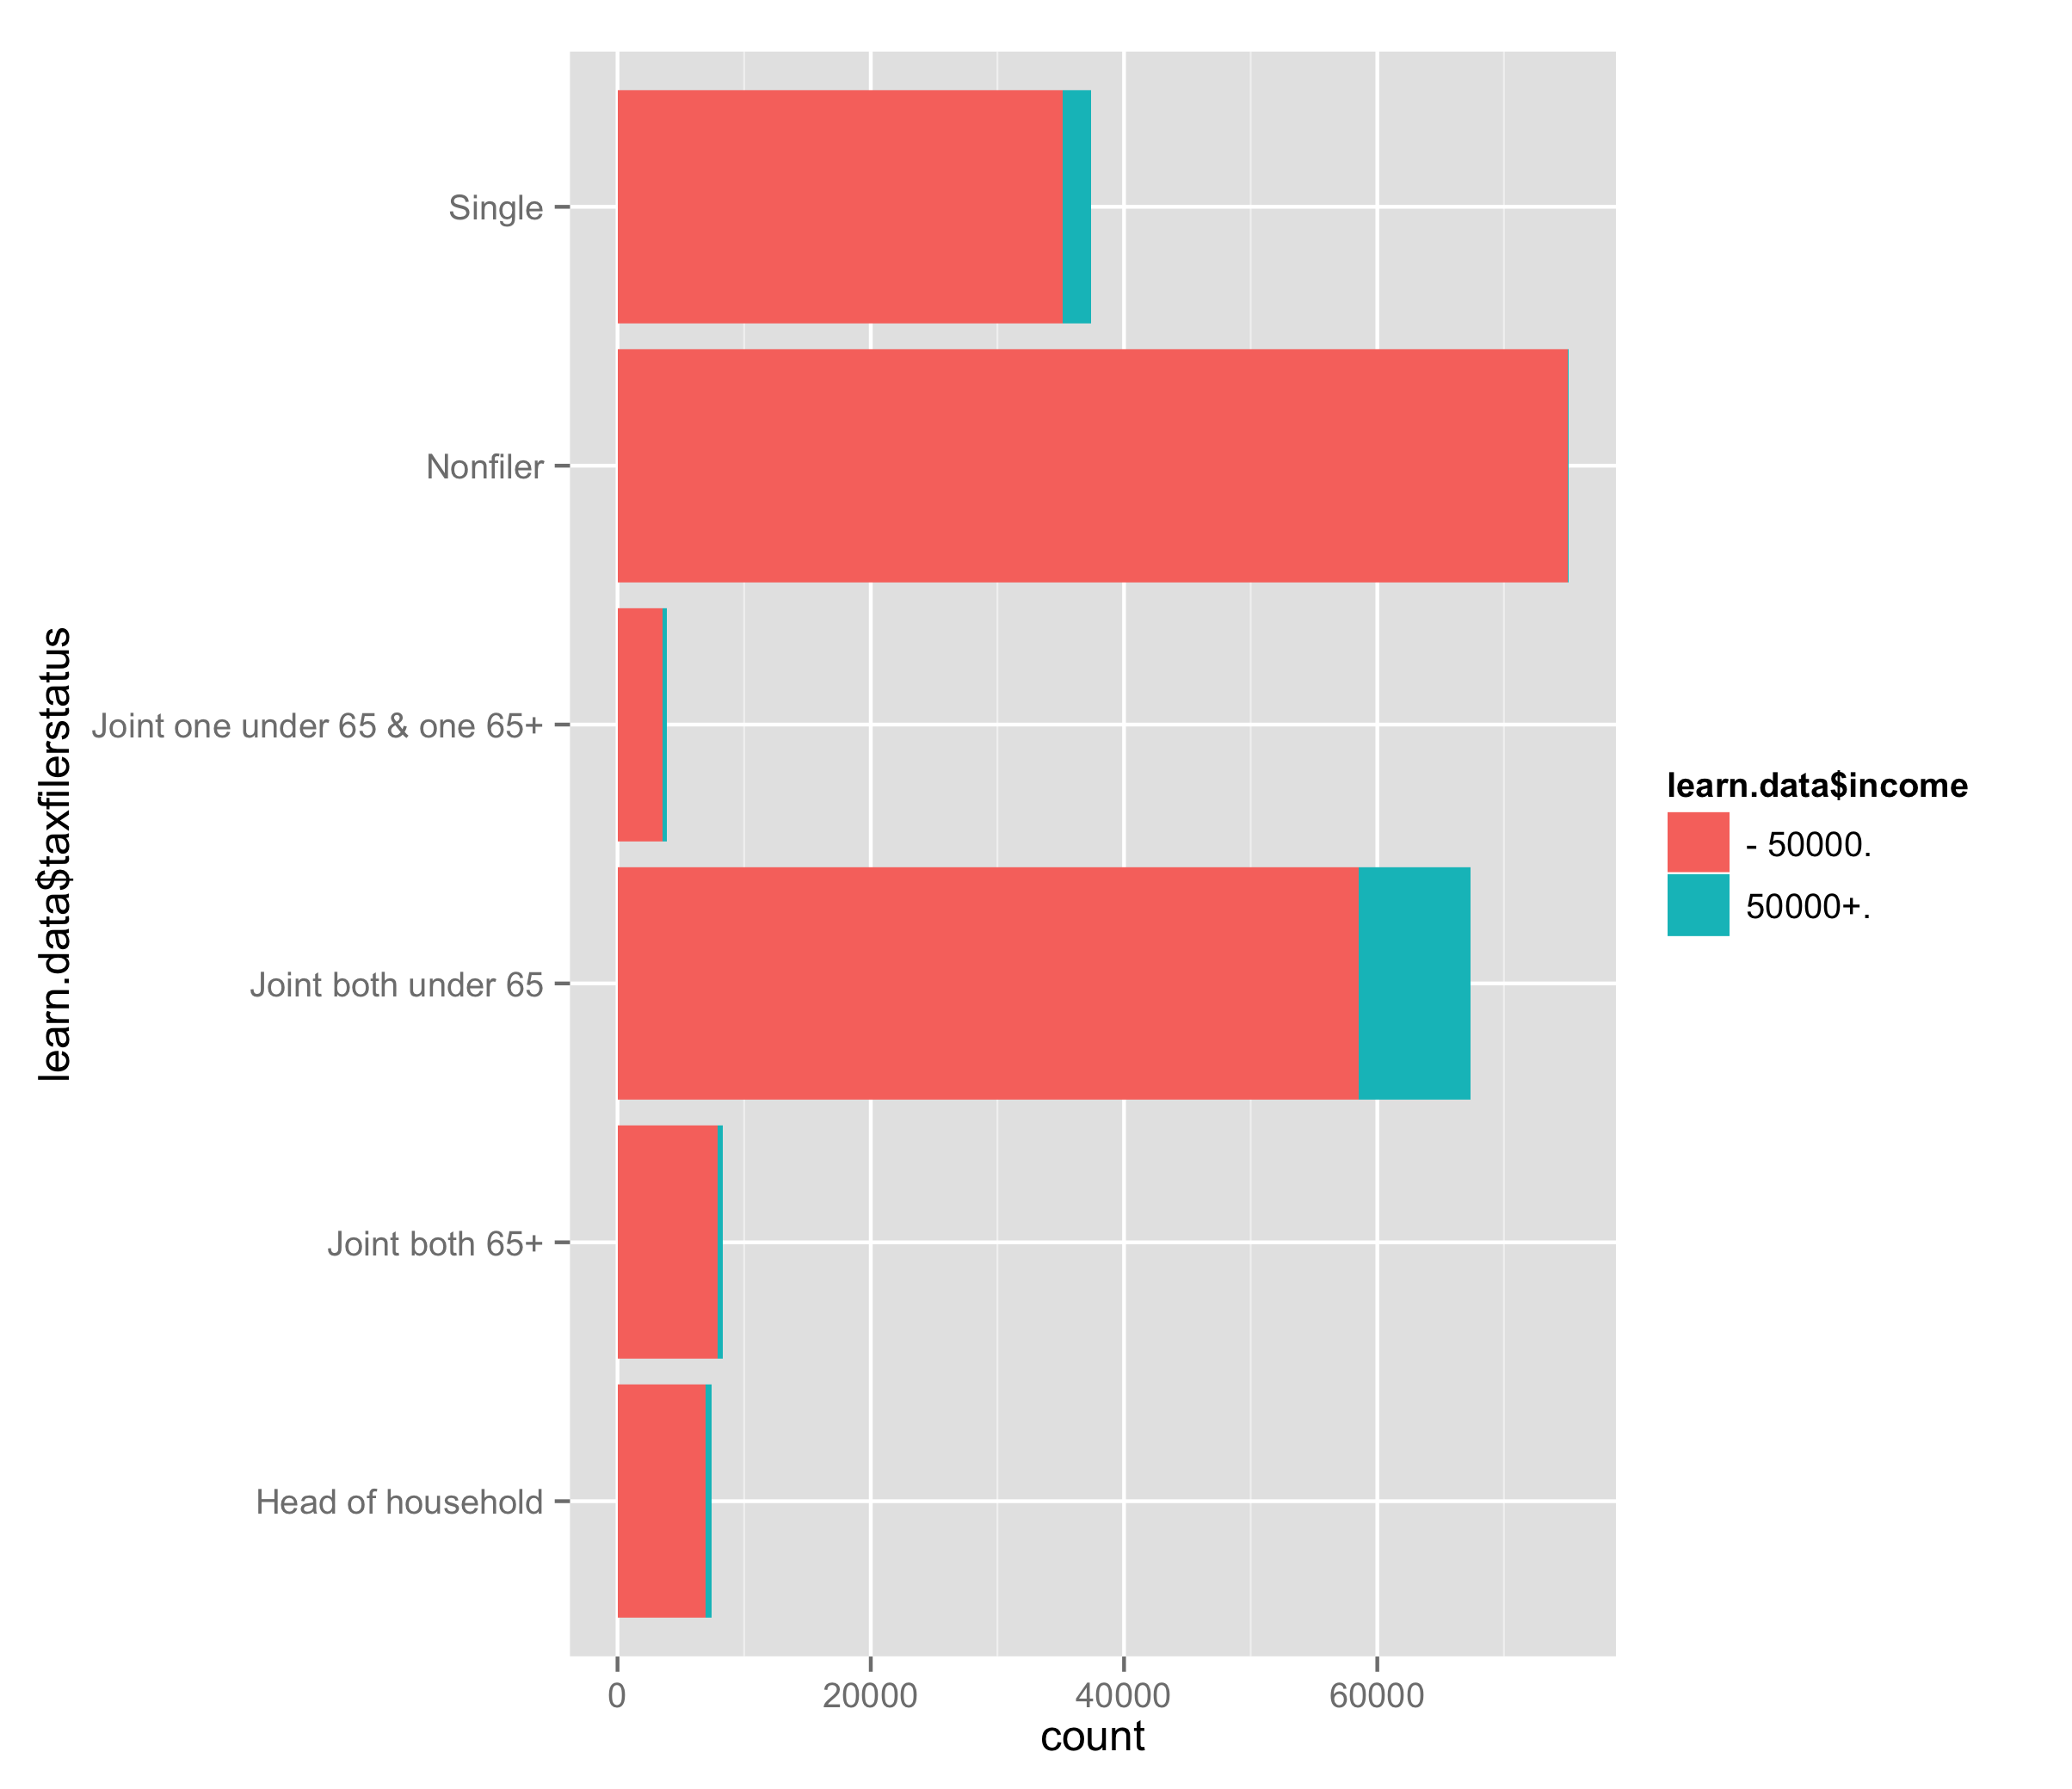 learn.data$taxfilerstatus
Single
Nonfiler
Joint one under 65 & one 65+
Joint both under 65
Joint both 65+
Head of household
0 20000 40000 60000
count
learn.data$income
- 50000.
50000+.